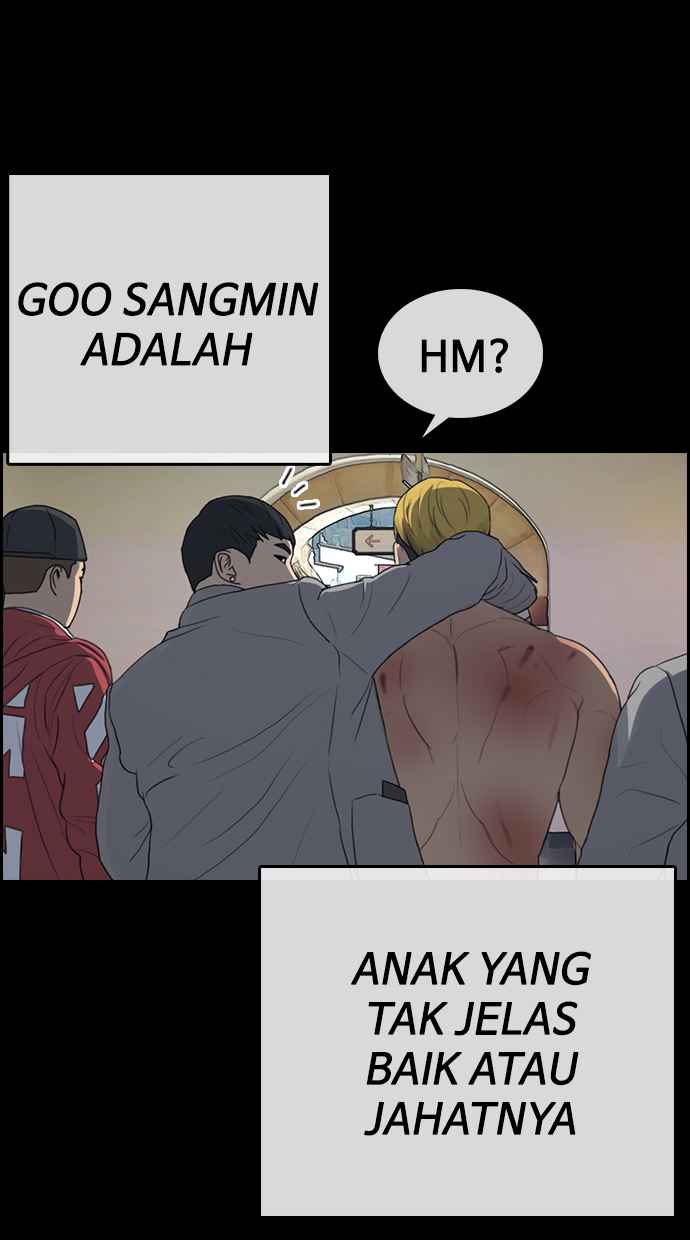 GOO SANGMIN
ADALAH
HM?
ANAK YANG
TAK JELAS
BAIK ATAU
JAHATNYA